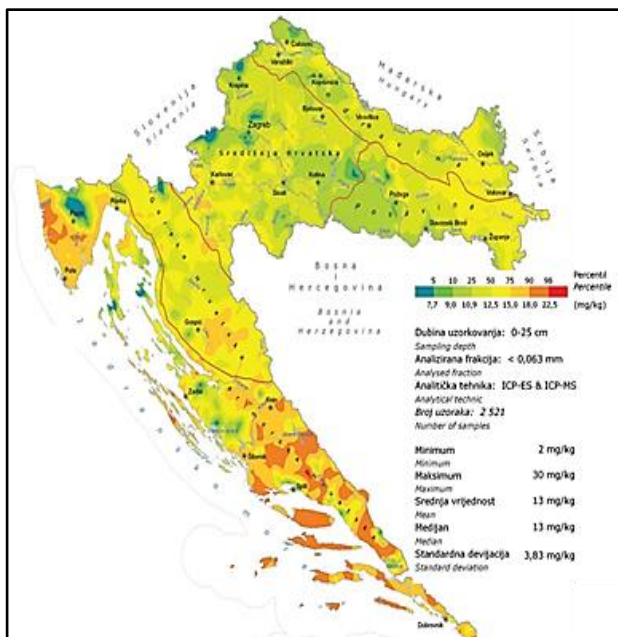 Čakovec
Varaždin
Krapina
Koprivnica
Mađarska
Hungary
Slovenija
Slovenia
Bjelovar
Virovitica
Zagreb
Središnja Hrvatska
Osijek
Srbija
Serbia
Karlovac
Sisak
Kutina
Požega
Vukovar
Posavina
Slavonski Brod
Županja
Rijeka
Pazin
Pula
Bosna
i
Hercegovina
Bosnia
and
Herzegovina
Gospić
Zadar
Knin
Šibenik
Split
Dubrovnik
5 10 25 50 75 90 98 Percentil
Percentile
7,7 9,0 10,9 12,5 15,0 18,0 22,5 (mg/kg)
Dubina uzorkovanja: 0-25 cm
Sampling depth
Analizirana frakcija: < 0,063 mm
Analysed fraction
Analitička tehnika: ICP-ES & ICP-MS
Analytical technic
Broj uzoraka: 2 521
Number of samples
Minimum 2 mg/kg
Minimum
Maksimum 30 mg/kg
Maximum
Srednja vrijednost 13 mg/kg
Mean
Medijan 13 mg/kg
Median
Standardna devijacija 3,83 mg/kg
Standard deviation